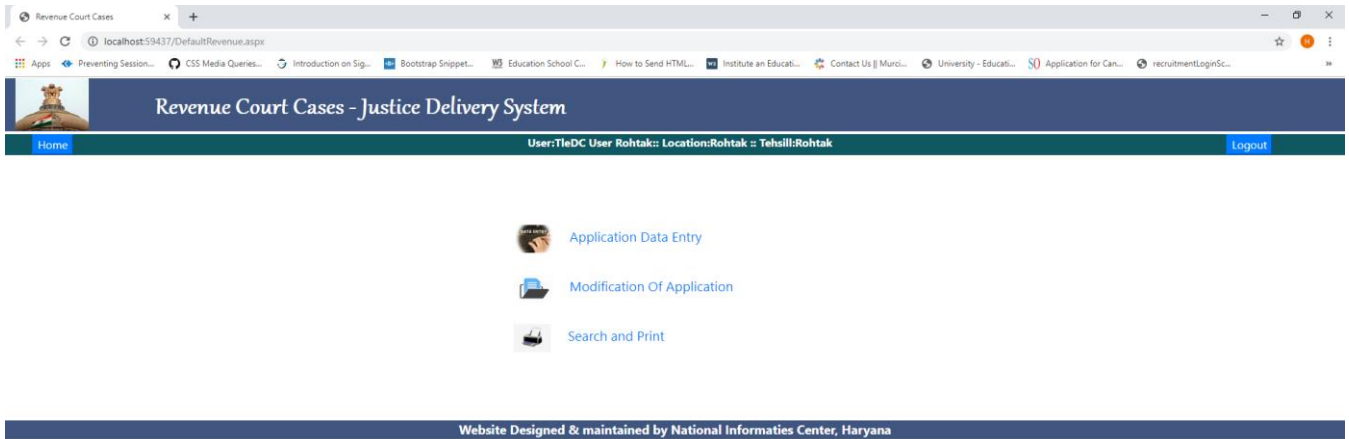 Revenue Court Cases
localhost:59437/DefaultRevenue.aspx
Apps Preventing Session... CSS Media Queries... Introduction on Sig... Bootstrap Snippet... Education School C... How to Send HTML... Institute an Educati... Contact Us || Murci... University - Educati... Application for Can... recruitmentLoginSc... »
Revenue Court Cases - Justice Delivery System
Home User:TleDC User Rohtak:: Location:Rohtak :: Tehsill:Rohtak Logout
Application Data Entry
Modification Of Application
Search and Print
Website Designed & maintained by National Informaties Center, Haryana